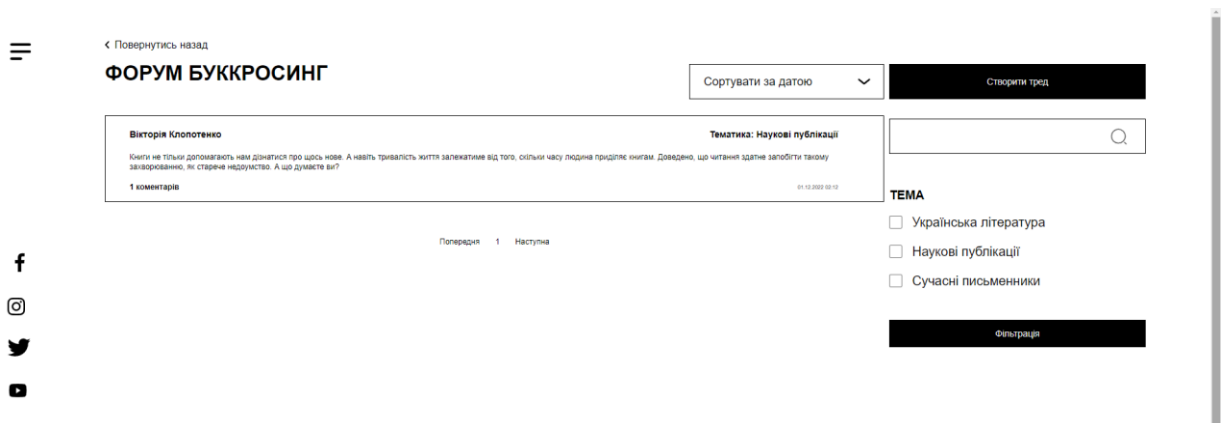 Повернутись назад
ФОРУМ БУККРОСИНГ
Сортувати за датою
Створити тред
Вікторія Клопотенко
Тематика: Наукові публікації
Книги не тільки допомагають нам дізнатися про щось нове. А навіть тривалість життя залежатиме від того, скільки часу людина приділяє книгам. Доведено, що читання здатне запобігти такому
захворюванню, як старече недоумство. А що думаєте ви?
1 коментарів
01.12.2022 02:12
Попередня 1 Наступна
ТЕМА
Українська література
Наукові публікації
Сучасні письменники
Фільтрація